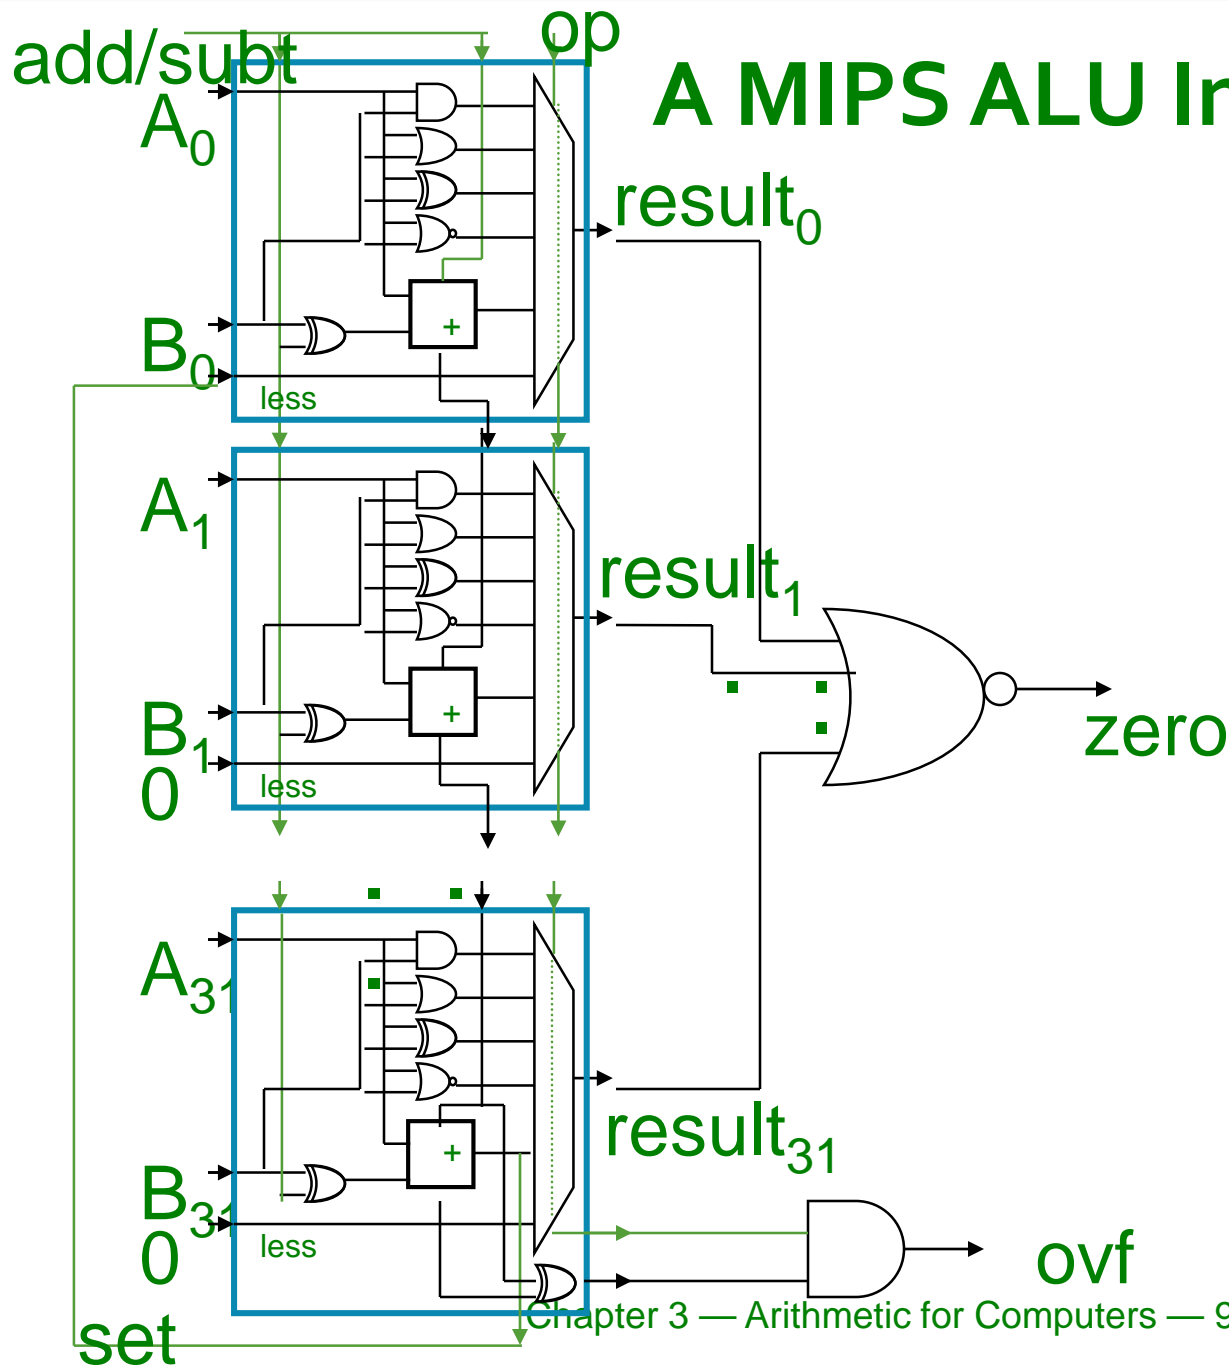 add/subt
op
A MIPS ALU
A0
result0
+
B0
less
A1
result1
+
B1
zero
0
less
A31
result31
+
B31
0
less
ovf
Chapter 3 — Arithmetic for Computers — 9
set